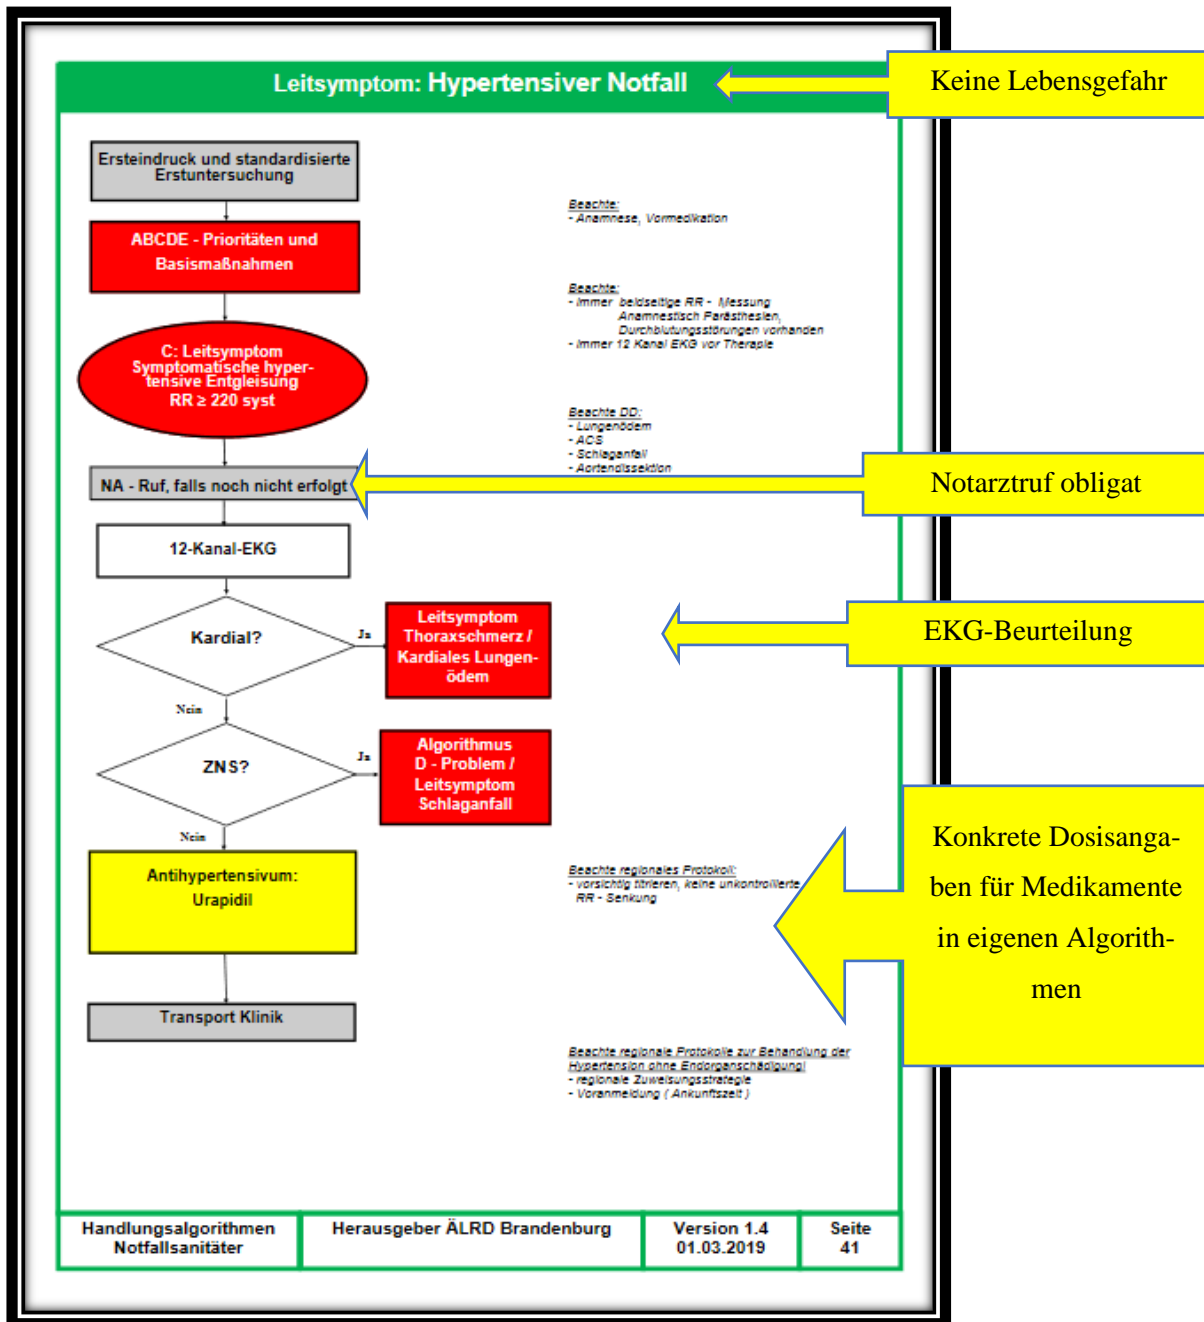 Leitsymptom: Hypertensiver Notfall
Keine Lebensgefahr
Ersteindruck und standardisierte
Erstuntersuchung
Beachte:
- Anamnese, Vormedikation
ABCDE - Prioritäten und
Basismaßnahmen
Beachte:
- Immer beidseitige RR - Messung
Anamnestisch Parästhesien,
Durchblutungsstörungen vorhanden
- Immer 12 Kanal EKG vor Therapie
C: Leitsymptom
Symptomatische hyper-
tensive Entgleisung
RR ≥ 220 syst
Beachte DD:
- Lungenödem
- ACS
- Schlaganfall
- Aortendissektion
NA - Ruf, falls noch nicht erfolgt
Notarztruf obligat
12-Kanal-EKG
Kardial?
Ja
Leitsymptom
Thoraxschmerz /
Kardiales Lungen-
ödem
EKG-Beurteilung
Nein
ZNS?
Ja
Algorithmus
D - Problem /
Leitsymptom
Schlaganfall
Nein
Antihypertensivum:
Urapidil
Beachte regionales Protokoll:
- vorsichtig titrieren, keine unkontrollierte
RR - Senkung
Konkrete Dosisanga-
ben für Medikamente
in eigenen Algorith-
men
Transport Klinik
Beachte regionale Protokolle zur Behandlung der
Hypertension ohne Endorganschädigung!
- regionale Zuweisungsstrategie
- Voranmeldung ( Ankunftszeit )
Handlungsalgorithmen
Notfallsanitäter
Herausgeber ÄLRD Brandenburg
Version 1.4
01.03.2019
Seite
41